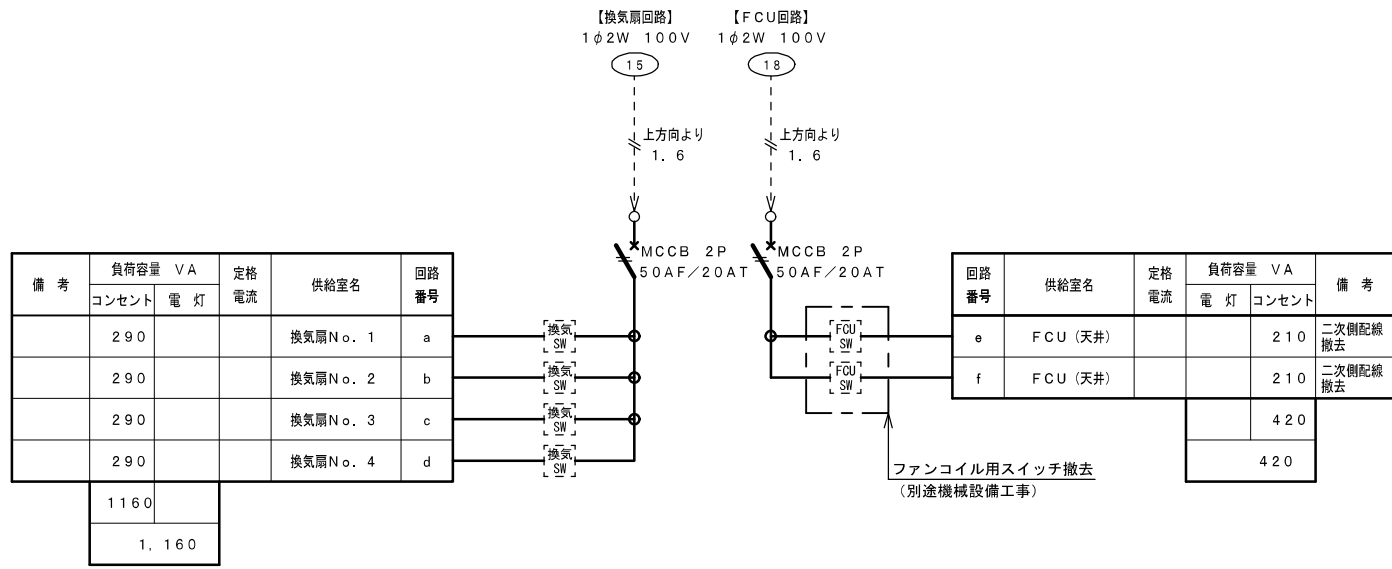 【換気扇回路】
1φ2W 100V
15
上方向より
1.6
MCCB 2P
50AF/20AT
【FCU回路】
1φ2W 100V
18
上方向より
1.6
MCCB 2P
50AF/20AT
備 考 負荷容量 VA 定格電流 供給室名 回路番号
コンセント 電 灯
290 換気扇No.1 a
290 換気扇No.2 b
290 換気扇No.3 c
290 換気扇No.4 d
1160
1,160
換気
SW
換気
SW
換気
SW
換気
SW
FCU
SW
FCU
SW
回路番号 供給室名 定格電流 負荷容量 VA 備 考
電 灯 コンセント
e FCU(天井) 210 二次側配線撤去
f FCU(天井) 210 二次側配線撤去
420
420
ファンコイル用スイッチ撤去
(別途機械設備工事)